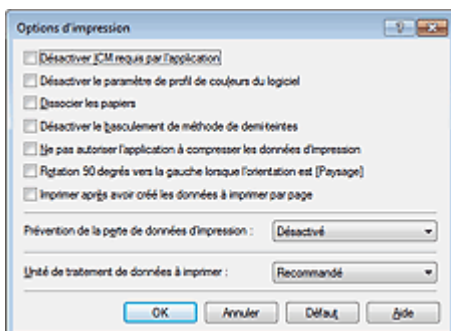 Options d'impression
Désactiver ICM requis par l'application
Désactiver le paramètre de profil de couleurs du logiciel
Dissocier les papiers
Désactiver le basculement de méthode de demi-teintes
Ne pas autoriser l'application à compresser les données d'impression
Rotation 90 degrés vers la gauche lorsque l'orientation est [Paysage]
Imprimer après avoir créé les données à imprimer par page
Prévention de la perte de données d'impression : Désactivé
Unité de traitement de données à imprimer : Recommandé
OK Annuler Défaut Aide